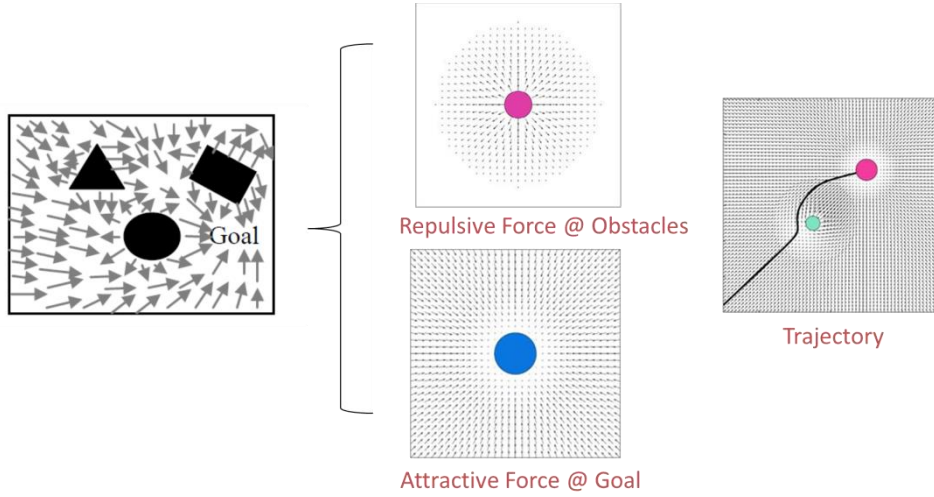 Goal
Repulsive Force @ Obstacles
Attractive Force @ Goal
Trajectory